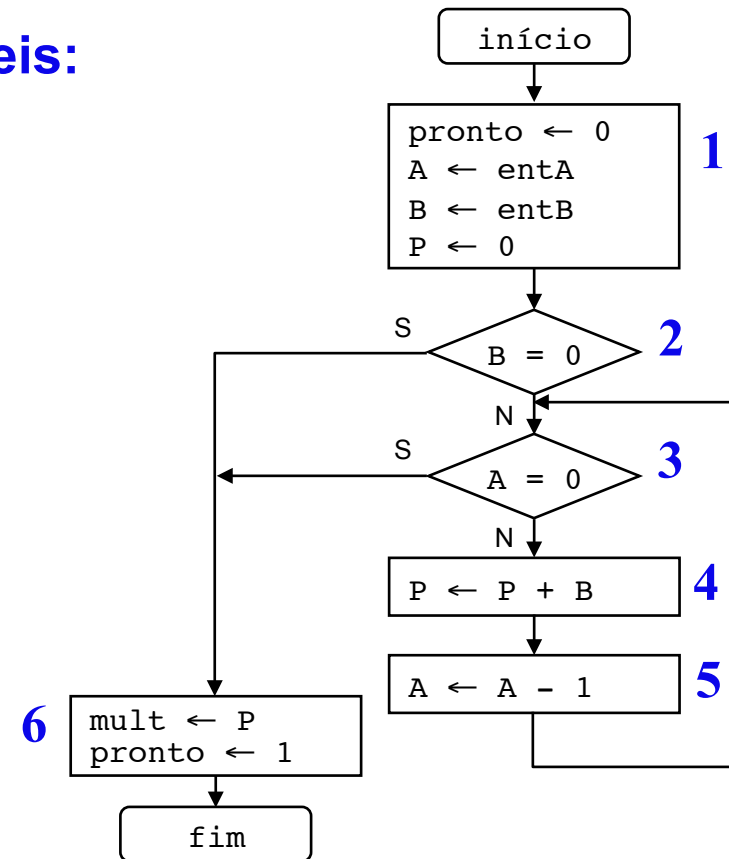 eis:
início
pronto ← 0
A ← entA
B ← entB
P ← 0
1
S
B = 0
2
N
S
A = 0
3
N
P ← P + B
4
A ← A - 1
5
6
mult ← P
pronto ← 1
fim